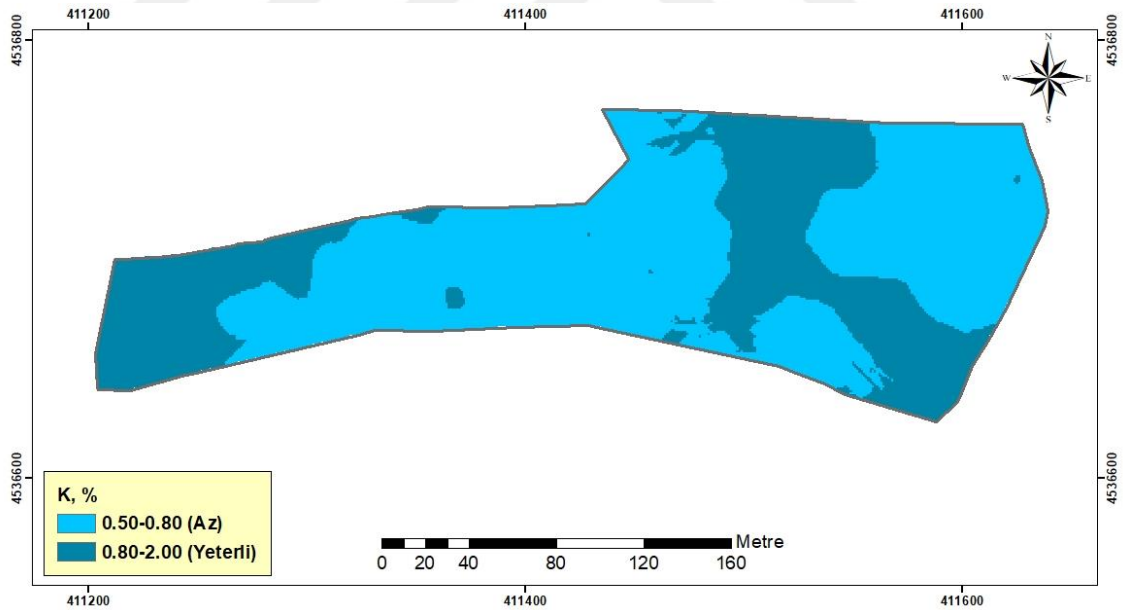 411200 411400 411600
4536800 4536800
N
W E
S
4536600 4536600
K, %
0.50-0.80 (Az)
0.80-2.00 (Yeterli)
Metre
0 20 40 80 120 160
411200 411400 411600